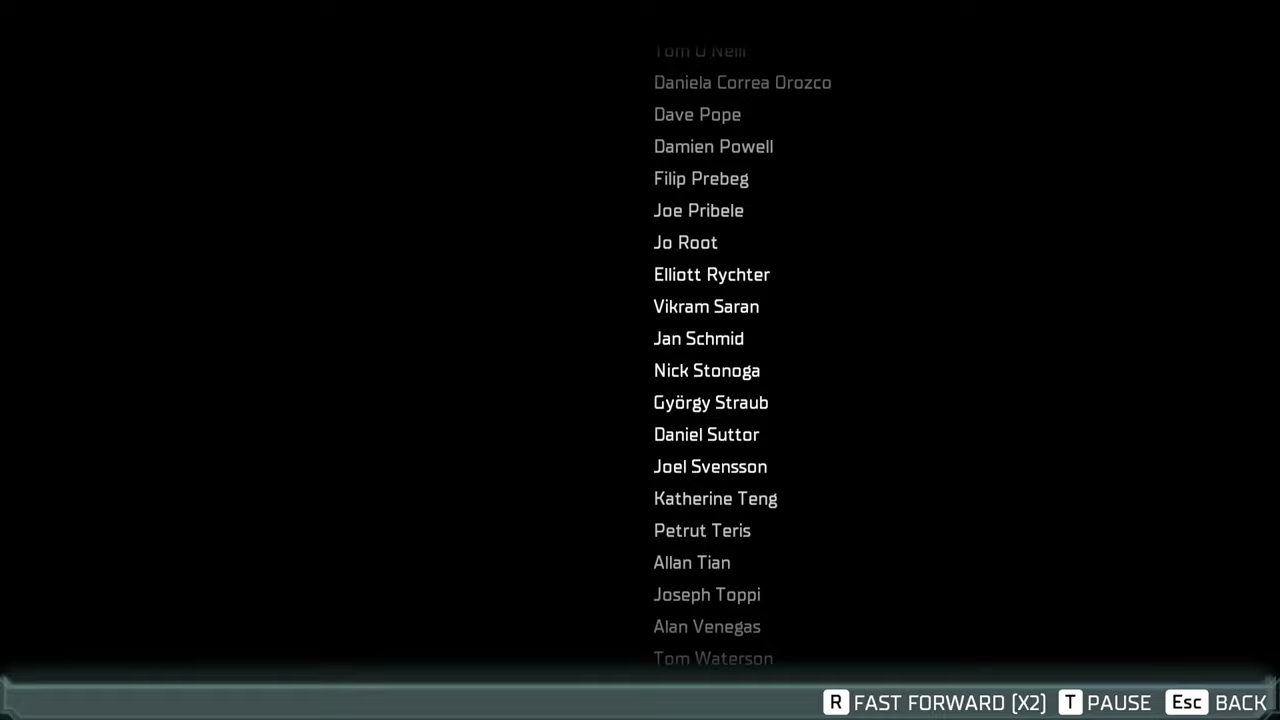 Tom O'Neill
Daniela Correa Orozco
Dave Pope
Damien Powell
Filip Prebeg
Joe Pribele
Jo Root
Elliott Rychter
Vikram Saran
Jan Schmid
Nick Stonoga
György Straub
Daniel Suttor
Joel Svensson
Katherine Teng
Petrut Teris
Allan Tian
Joseph Toppi
Alan Venegas
Tom Waterson
R FAST FORWARD (X2) T PAUSE Esc BACK